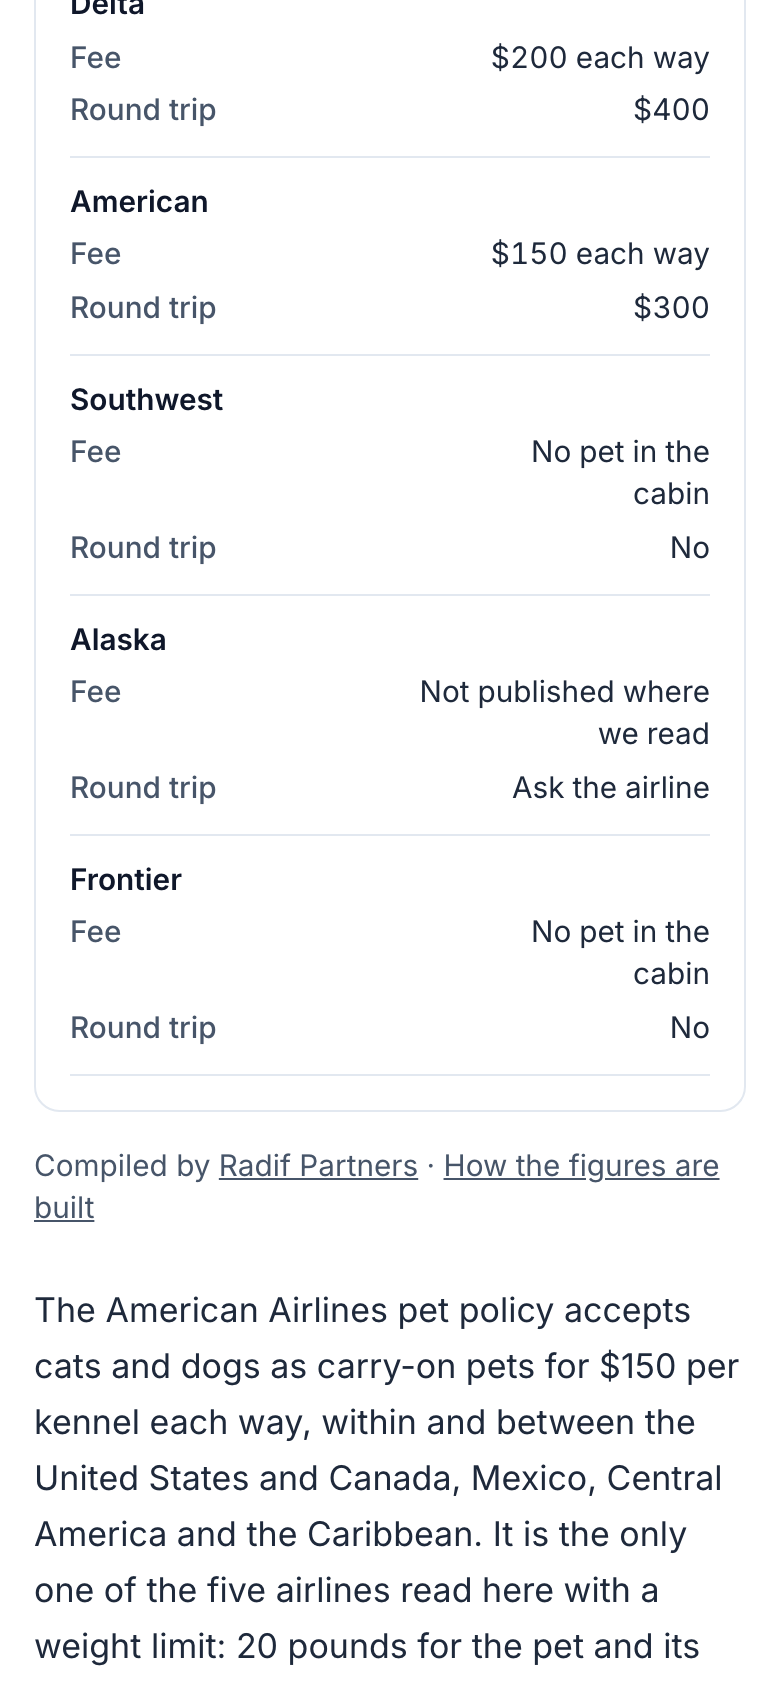 Delta
Fee $200 each way
Round trip $400
American
Fee $150 each way
Round trip $300
Southwest
Fee No pet in the
cabin
Round trip No
Alaska
Fee Not published where
we read
Round trip Ask the airline
Frontier
Fee No pet in the
cabin
Round trip No
Compiled by Radif Partners · How the figures are
built
The American Airlines pet policy accepts
cats and dogs as carry-on pets for $150 per
kennel each way, within and between the
United States and Canada, Mexico, Central
America and the Caribbean. It is the only
one of the five airlines read here with a
weight limit: 20 pounds for the pet and its